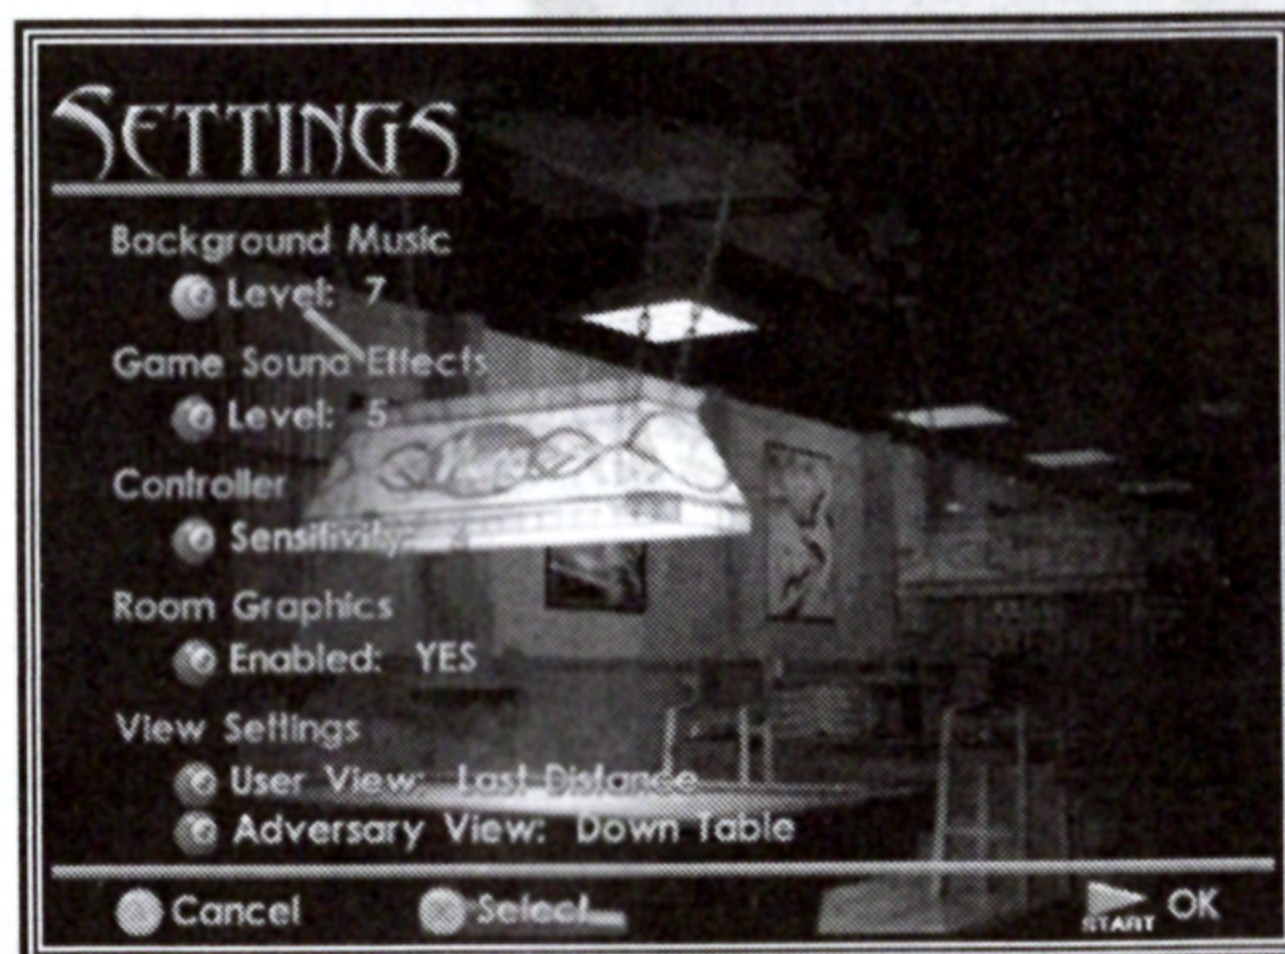 SETTINGS
Background Music
Level: 7
Game Sound Effects
Level: 5
Controller
Sensitivity:
Room Graphics
Enabled: YES
View Settings
User View: Last Distance
Adversary View: Down Table
Cancel
Select
START OK